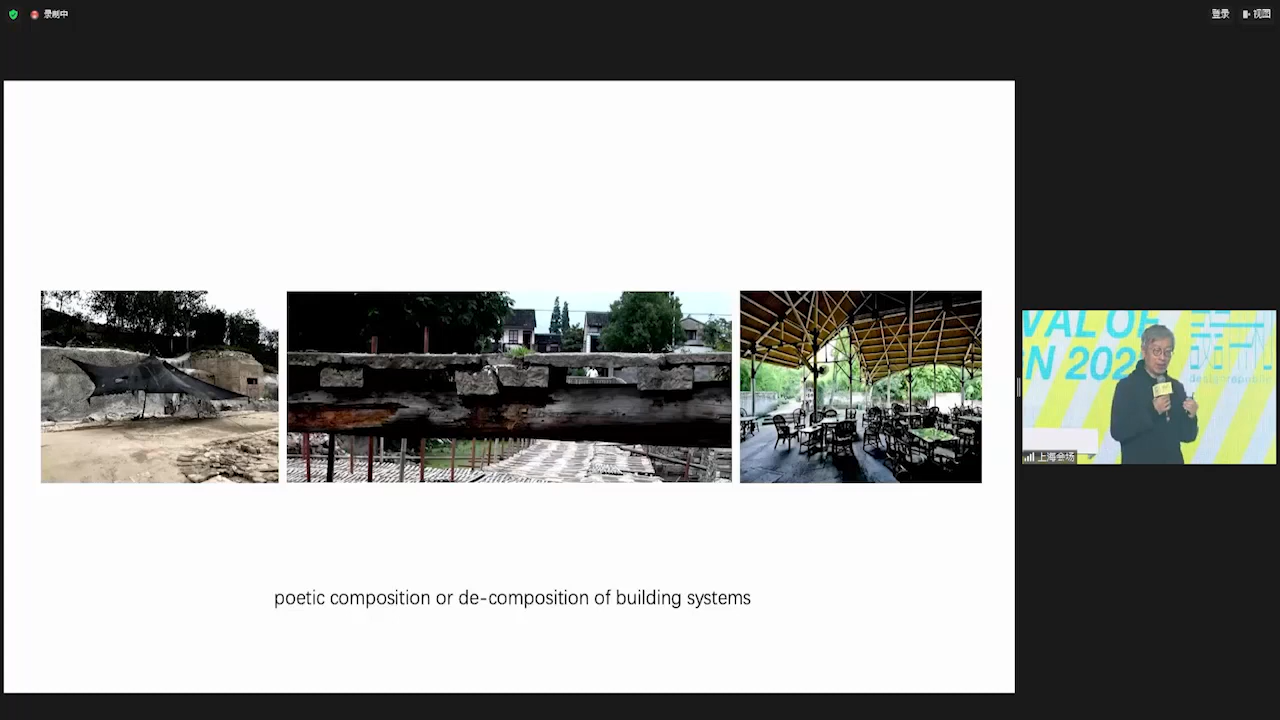 录制中
登录
视图
poetic composition or de-composition of building systems
VAL OF
N 202
designrepublic
上海会场